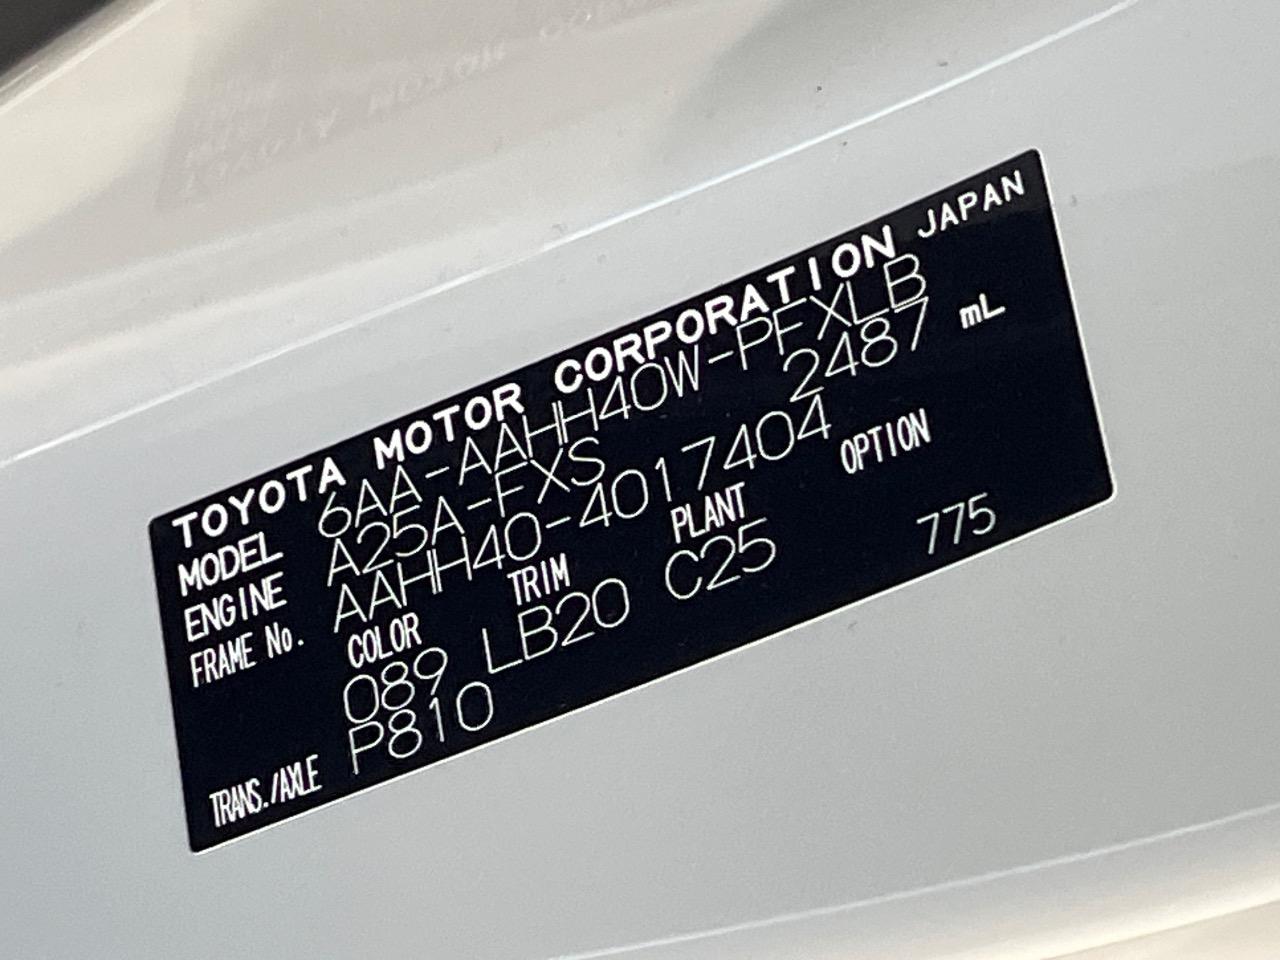 TOYOTA MOTOR CORPORATION JAPAN
MODEL 6AA-AAHH40W-PFXLB
ENGINE A25A-FXS 2487 mL
FRAME No. AAHH40-4017404
COLOR TRIM PLANT OPTION
089 LB20 C25 775
TRANS./AXLE P810